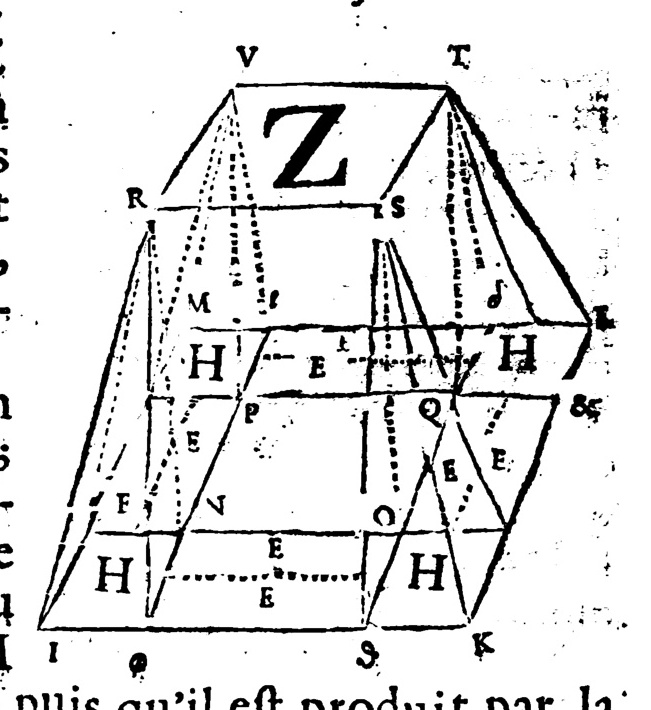 V T
Z
R S
M l δ
H E t H
P Q &
E E E
F N O
H E H
E
I φ ϑ K
puis qu'il eſt produit par la